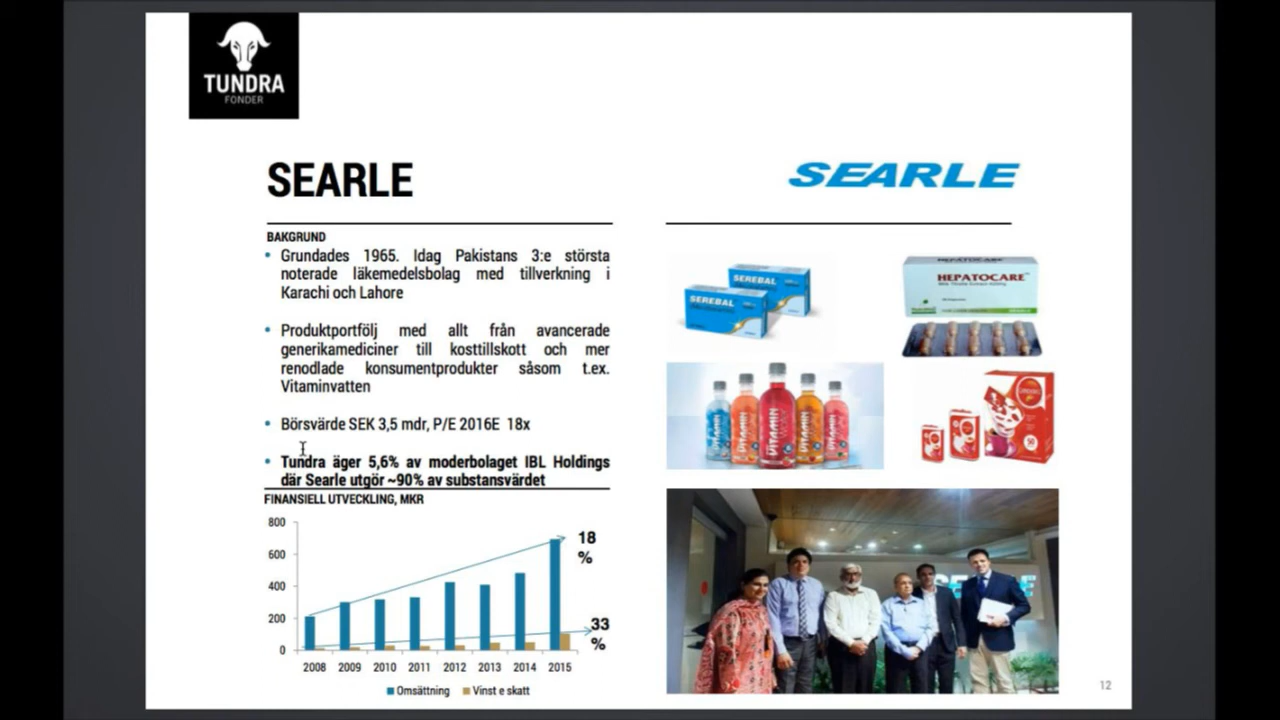 TUNDRA
FONDER
SEARLE
SEARLE
BAKGRUND
• Grundades 1965. Idag Pakistans 3:e största
noterade läkemedelsbolag med tillverkning i
Karachi och Lahore
• Produktportfölj med allt från avancerade
generikamediciner till kosttillskott och mer
renodlade konsumentprodukter såsom t.ex.
Vitaminvatten
• Börsvärde SEK 3,5 mdr, P/E 2016E 18x
• Tundra äger 5,6% av moderbolaget IBL Holdings
där Searle utgör ~90% av substansvärdet
FINANSIELL UTVECKLING, MKR
800
600
400
200
0
18
%
33
%
2008 2009 2010 2011 2012 2013 2014 2015
Omsättning Vinst e skatt
SEREBAL
SEREBAL
HEPATOCARE
VITAMIN
VITAMIN
VITAMIN
SEARLE
12